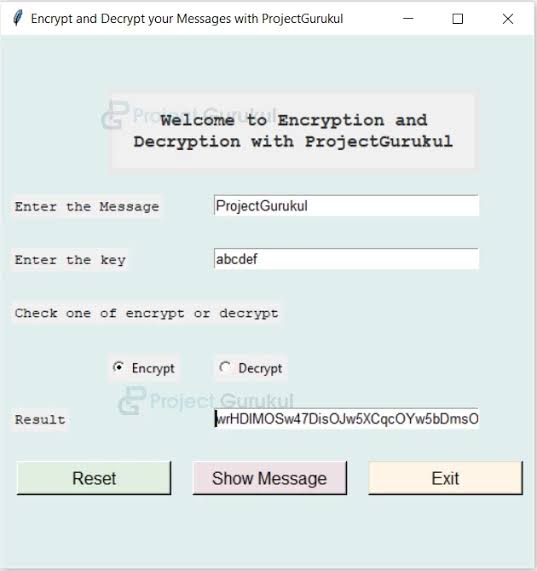 Encrypt and Decrypt your Messages with ProjectGurukul
Project Gurukul
Welcome to Encryption and
Decryption with ProjectGurukul
Enter the Message ProjectGurukul
Enter the key abcdef
Check one of encrypt or decrypt
Encrypt Decrypt
Project Gurukul
Result wrHDlMOSw47DisOJw5XCqcOYw5bDmsO
Reset Show Message Exit